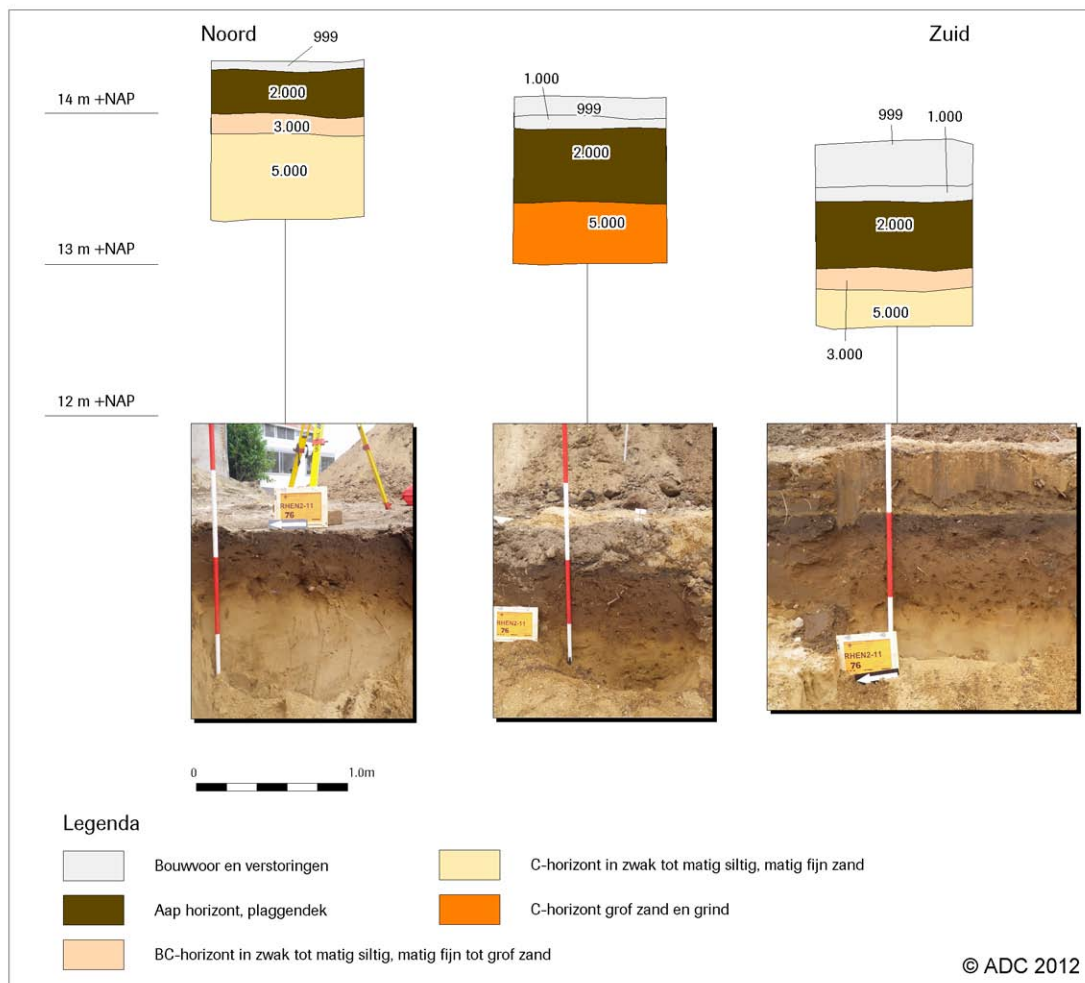 Noord
Zuid
999
14 m +NAP
2.000
3.000
5.000
1.000
999
2.000
5.000
999
1.000
2.000
5.000
3.000
13 m +NAP
12 m +NAP
RHEN2-11
76
RHEN2-11
76
RHEN2-11
76
0
1.0m
Legenda
Bouwvoor en verstoringen
C-horizont in zwak tot matig siltig, matig fijn zand
Aap horizont, plaggendek
C-horizont grof zand en grind
BC-horizont in zwak tot matig siltig, matig fijn tot grof zand
© ADC 2012